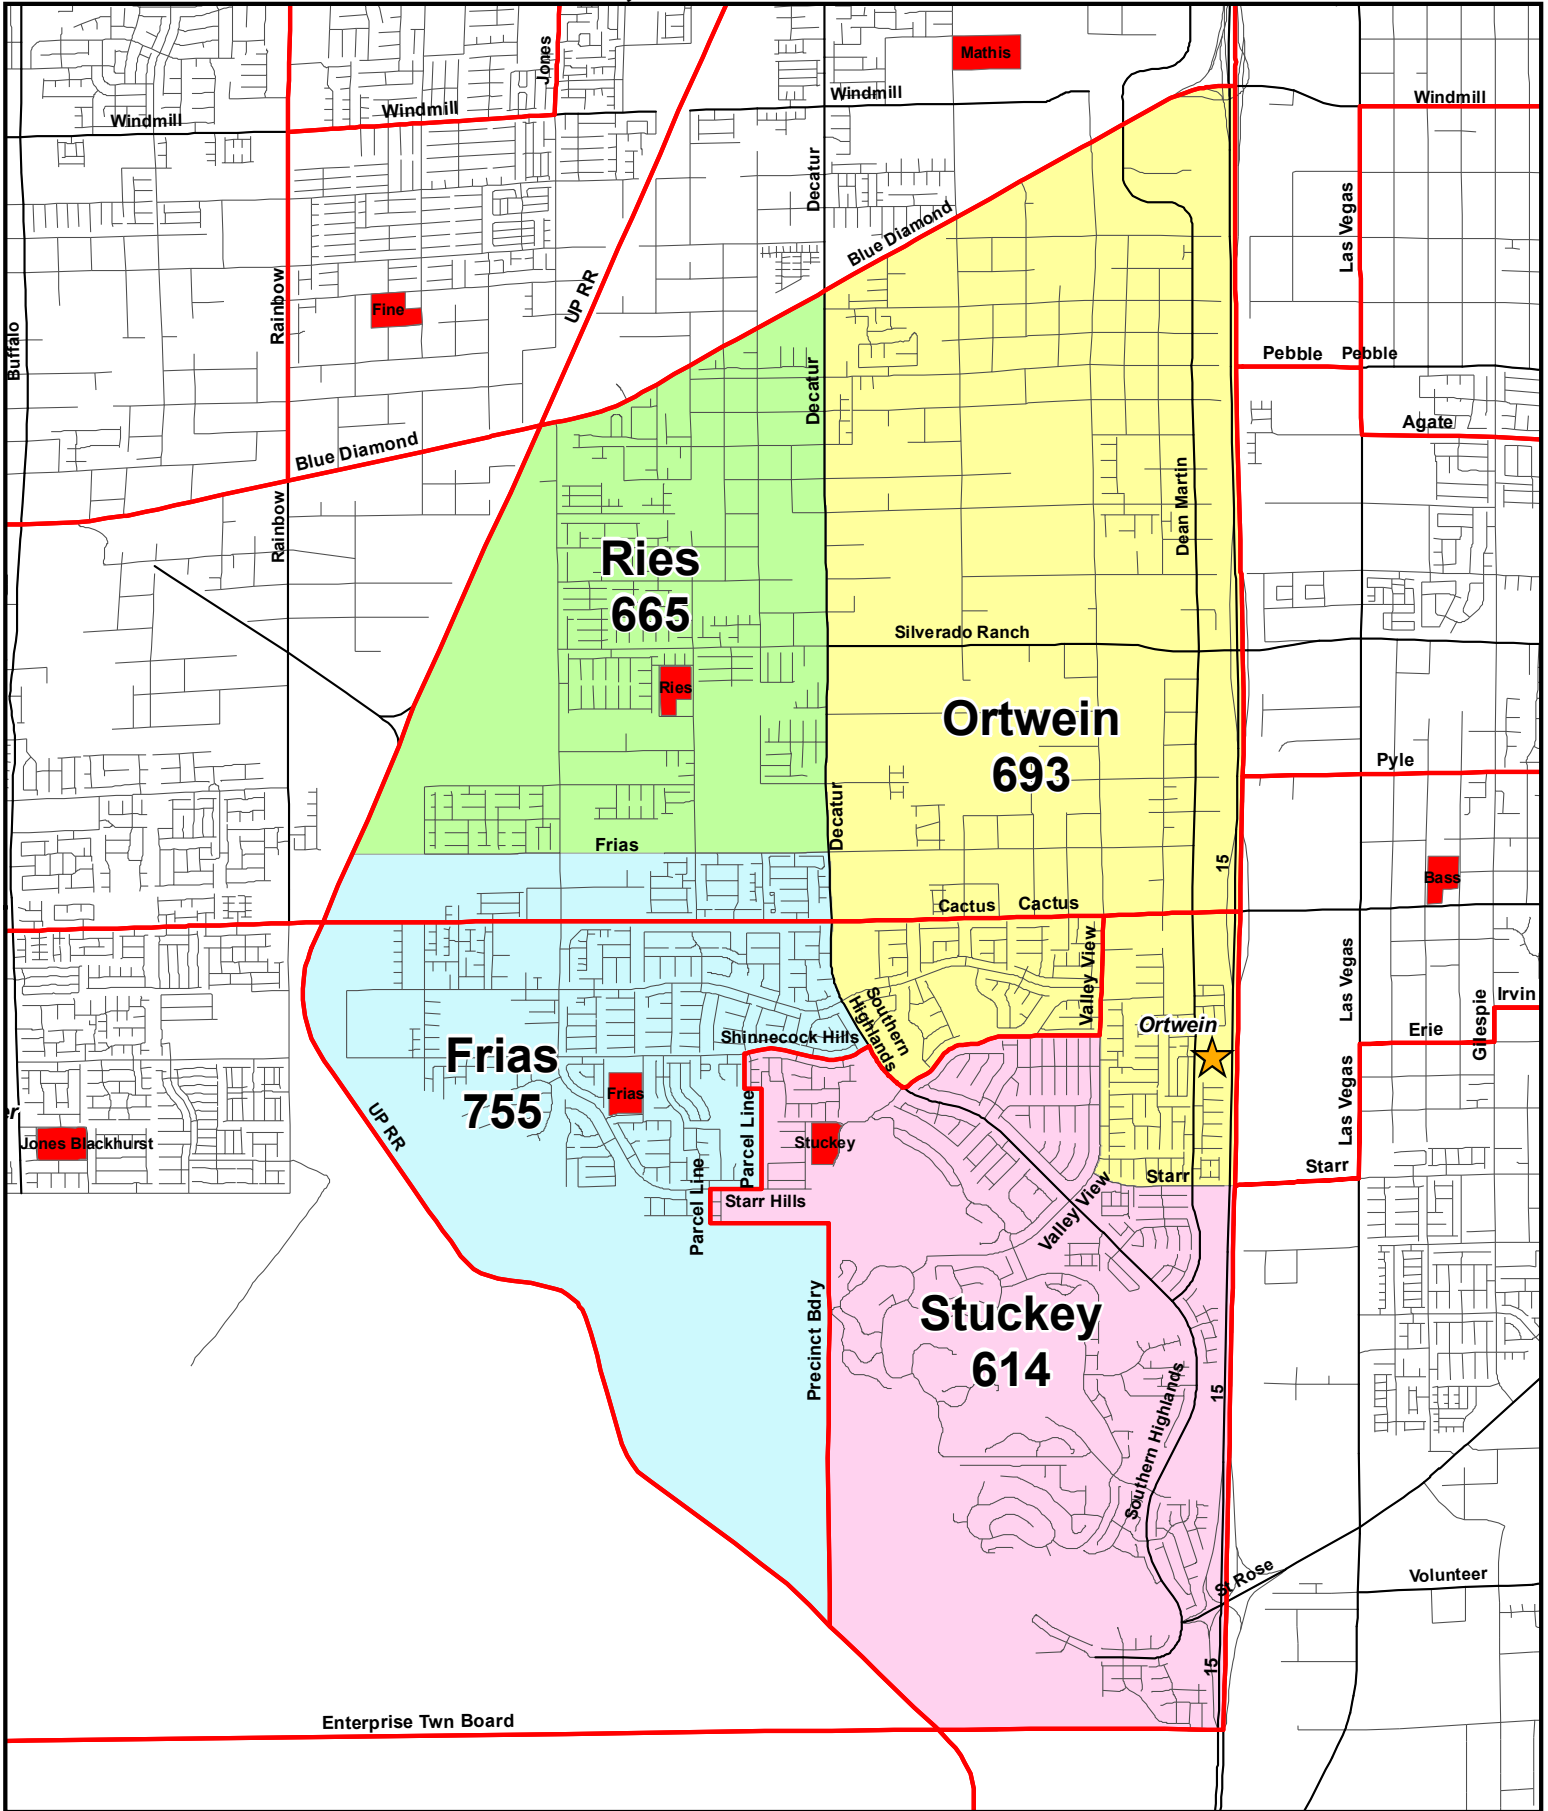 Jones
Mathis
Windmill
Windmill
Windmill
Windmill
Decatur
Las Vegas
Blue Diamond
Rainbow
UP RR
Fine
Buffalo
Pebble
Pebble
Decatur
Agate
Blue Diamond
Rainbow
Dean Martin
Ries
665
Silverado Ranch
Ries
Ortwein
693
Pyle
Decatur
Frias
15
Bass
Cactus
Cactus
Valley View
Las Vegas
Irvin
Southern
Highlands
Ortwein
Gilespie
Erie
Shinnecock Hills
Frias
755
Frias
UP RR
er
Jones Blackhurst
Parcel Line
Stuckey
Las Vegas
Starr
Starr
Parcel Line
Starr Hills
Valley View
Precinct Bdry
Stuckey
614
15
Southern Highlands
St Rose
Volunteer
15
Enterprise Twn Board